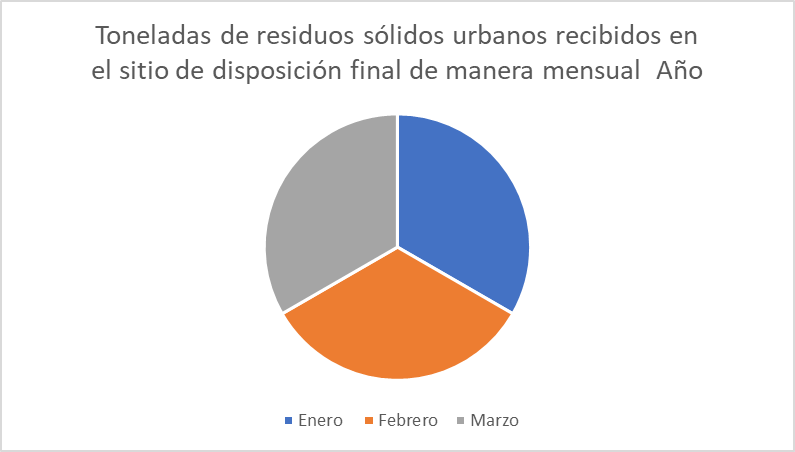 Toneladas de residuos sólidos urbanos recibidos en
el sitio de disposición final de manera mensual  Año
Enero Febrero Marzo